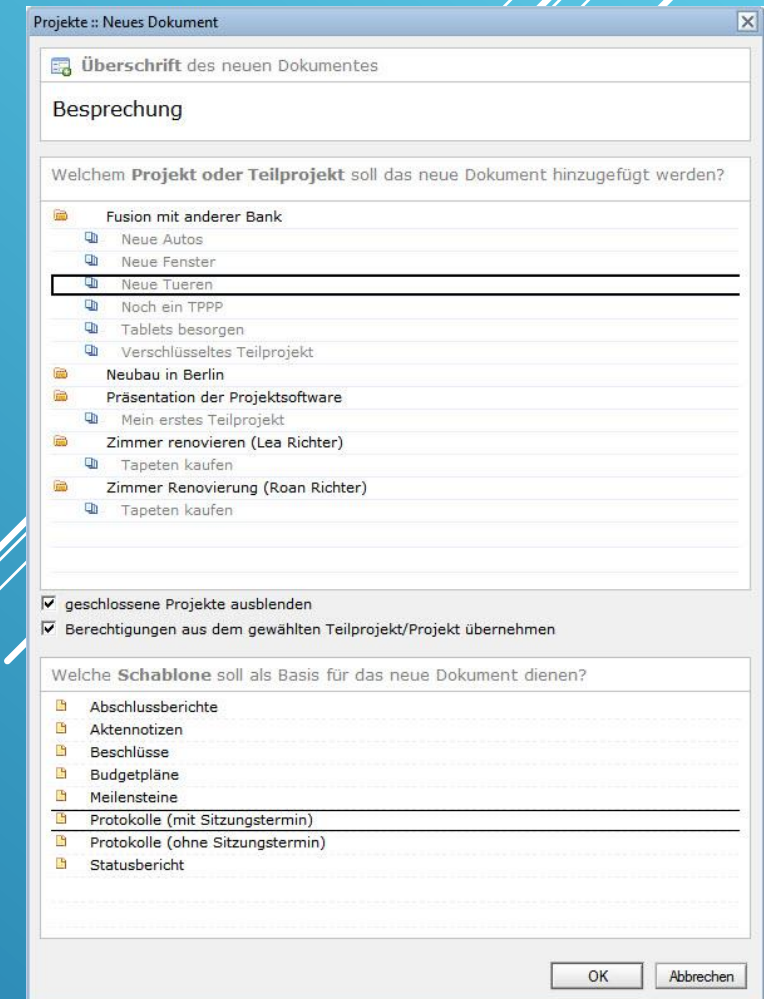 Projekte :: Neues Dokument
Überschrift des neuen Dokumentes
Besprechung
Welchem Projekt oder Teilprojekt soll das neue Dokument hinzugefügt werden?
Fusion mit anderer Bank
Neue Autos
Neue Fenster
Neue Tueren
Noch ein TPPP
Tablets besorgen
Verschlüsseltes Teilprojekt
Neubau in Berlin
Präsentation der Projektsoftware
Mein erstes Teilprojekt
Zimmer renovieren (Lea Richter)
Tapeten kaufen
Zimmer Renovierung (Roan Richter)
Tapeten kaufen
geschlossene Projekte ausblenden
Berechtigungen aus dem gewählten Teilprojekt/Projekt übernehmen
Welche Schablone soll als Basis für das neue Dokument dienen?
Abschlussberichte
Aktennotizen
Beschlüsse
Budgetpläne
Meilensteine
Protokolle (mit Sitzungstermin)
Protokolle (ohne Sitzungstermin)
Statusbericht
OK Abbrechen